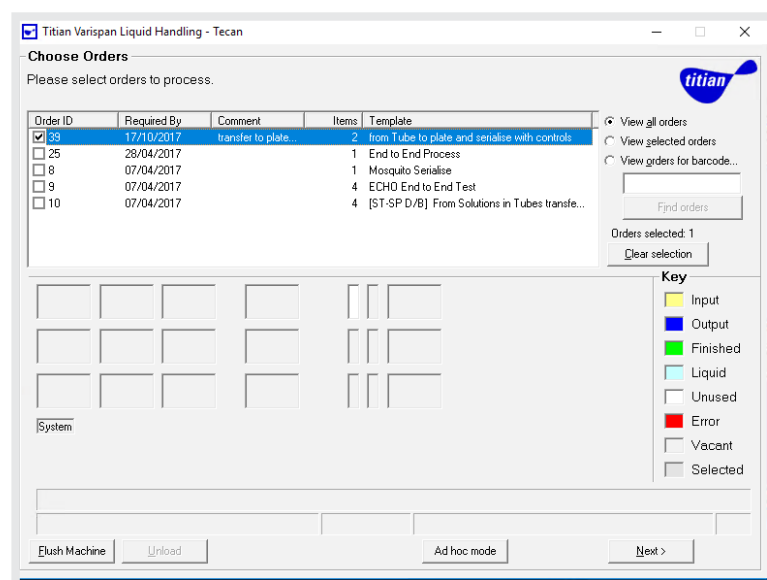 Titian Varispan Liquid Handling - Tecan
Choose Orders
Please select orders to process.
titian
Order ID Required By Comment Items Template
39 17/10/2017 transfer to plate... 2 from Tube to plate and serialise with controls
25 28/04/2017 1 End to End Process
8 07/04/2017 1 Mosquito Serialise
9 07/04/2017 4 ECHO End to End Test
10 07/04/2017 4 [ST-SP D/B] From Solutions in Tubes transfe...
View all orders
View selected orders
View orders for barcode...
Find orders
Orders selected: 1
Clear selection
Key
Input
Output
Finished
Liquid
Unused
Error
Vacant
Selected
System
Flush Machine Unload Ad hoc mode Next >